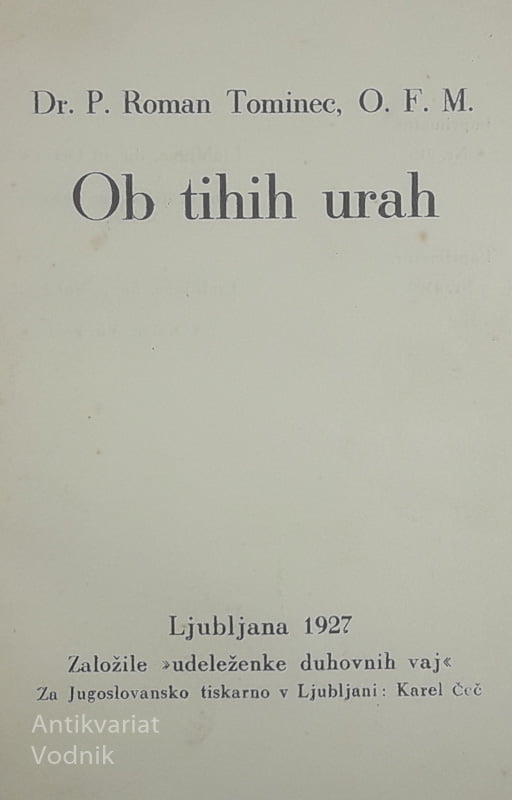 Dr. P. Roman Tominec, O. F. M.
Ob tihih urah
Ljubljana 1927
Založile »udeleženke duhovnih vaj«
Za Jugoslovansko tiskarno v Ljubljani: Karel Čeč
Antikvariat
Vodnik